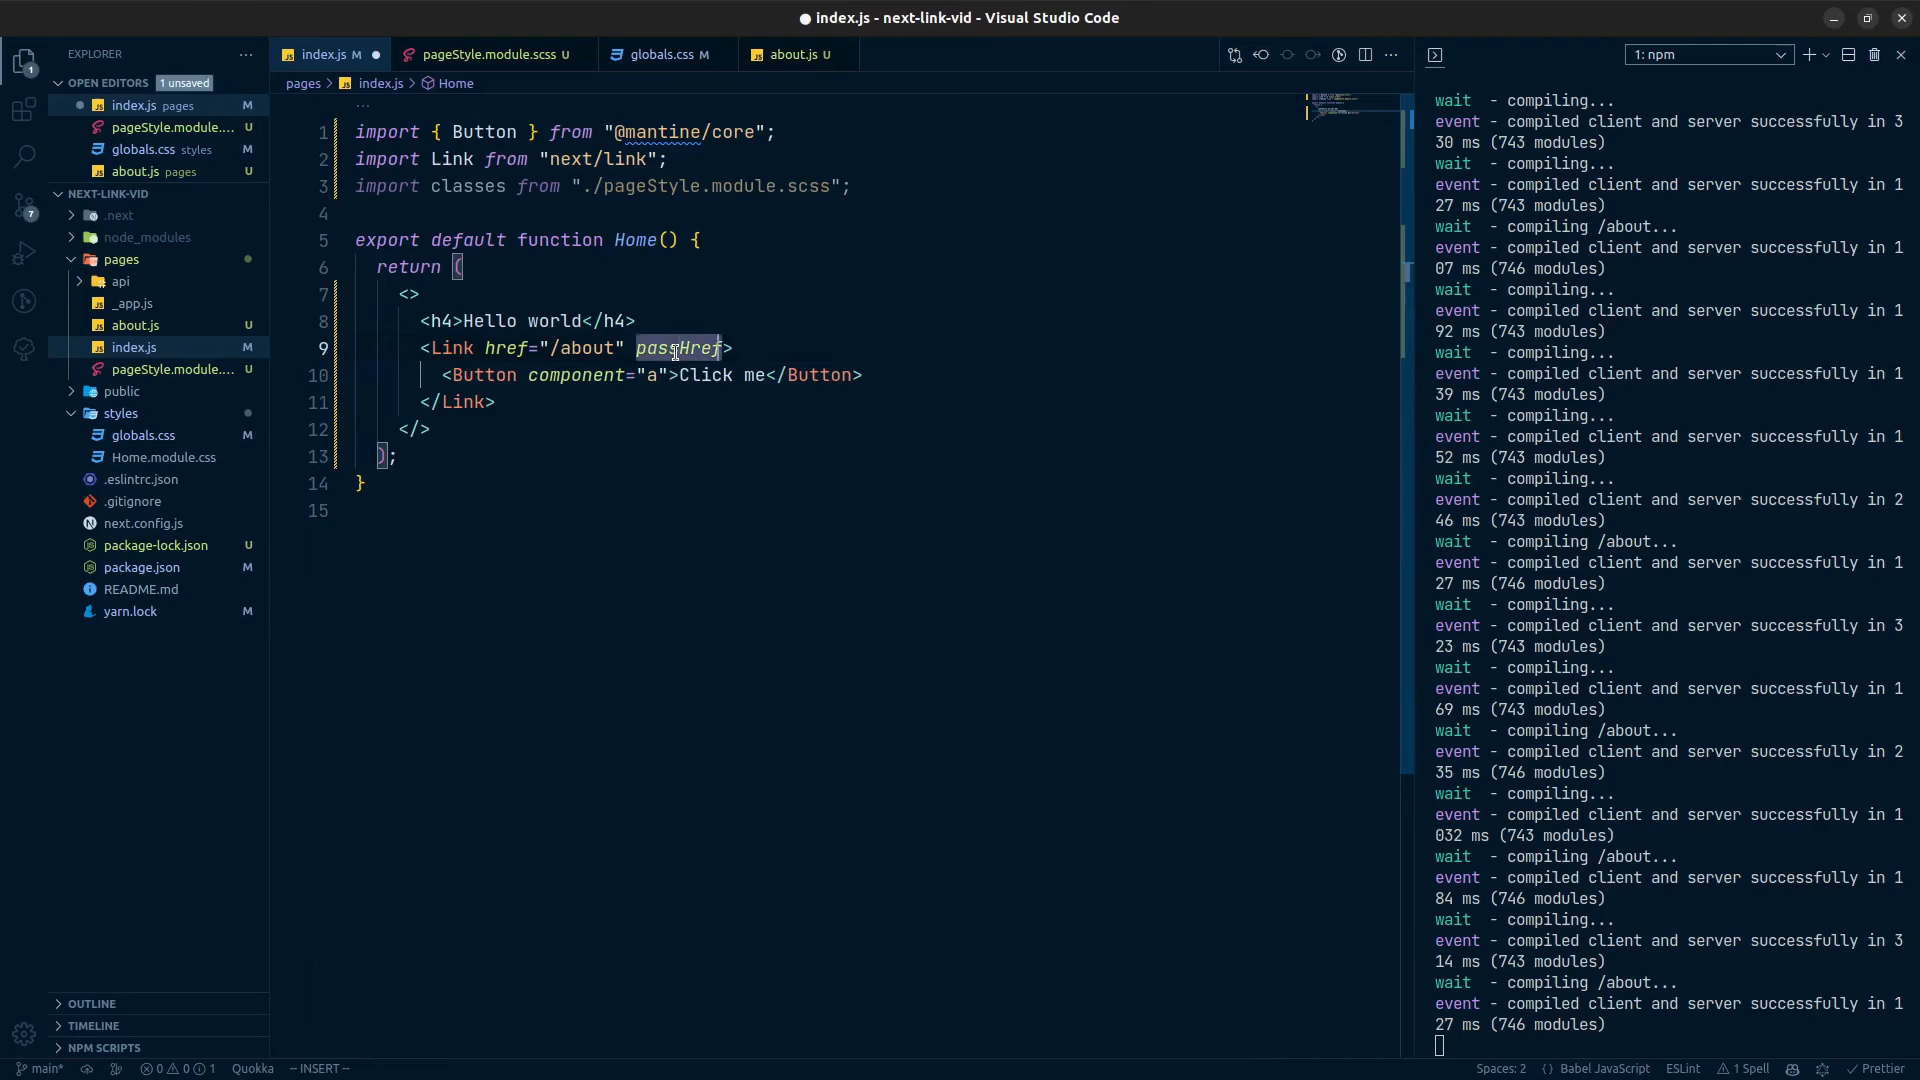 index.js - next-link-vid - Visual Studio Code
EXPLORER
OPEN EDITORS 1 unsaved
index.js pages M
pageStyle.module.... U
globals.css styles M
about.js pages U
NEXT-LINK-VID
.next
node_modules
pages
api
_app.js
about.js U
index.js M
pageStyle.module.... U
public
styles
globals.css M
Home.module.css
.eslintrc.json
.gitignore
next.config.js
package-lock.json U
package.json M
README.md
yarn.lock M
OUTLINE
TIMELINE
NPM SCRIPTS
1
7
index.js M
pageStyle.module.scss U
globals.css M
about.js U
pages > index.js > Home
1 import { Button } from "@mantine/core";
2 import Link from "next/link";
3 import classes from "./pageStyle.module.scss";
4
5 export default function Home() {
6 return (
7 <>
8 <h4>Hello world</h4>
9 <Link href="/about" passHref>
10 <Button component="a">Click me</Button>
11 </Link>
12 </>
13 );
14 }
15
1: npm
wait - compiling...
event - compiled client and server successfully in 3
30 ms (743 modules)
wait - compiling...
event - compiled client and server successfully in 1
27 ms (743 modules)
wait - compiling /about...
event - compiled client and server successfully in 1
07 ms (746 modules)
wait - compiling...
event - compiled client and server successfully in 1
92 ms (743 modules)
wait - compiling...
event - compiled client and server successfully in 1
39 ms (743 modules)
wait - compiling...
event - compiled client and server successfully in 1
52 ms (743 modules)
wait - compiling...
event - compiled client and server successfully in 2
46 ms (743 modules)
wait - compiling /about...
event - compiled client and server successfully in 1
27 ms (746 modules)
wait - compiling...
event - compiled client and server successfully in 3
23 ms (743 modules)
wait - compiling...
event - compiled client and server successfully in 1
69 ms (743 modules)
wait - compiling /about...
event - compiled client and server successfully in 2
35 ms (746 modules)
wait - compiling...
event - compiled client and server successfully in 1
032 ms (743 modules)
wait - compiling /about...
event - compiled client and server successfully in 1
84 ms (746 modules)
wait - compiling...
event - compiled client and server successfully in 3
14 ms (743 modules)
wait - compiling /about...
event - compiled client and server successfully in 1
27 ms (746 modules)
main* 0 0 1 Quokka -- INSERT -- Spaces: 2 {} Babel JavaScript ESLint 1 Spell Prettier